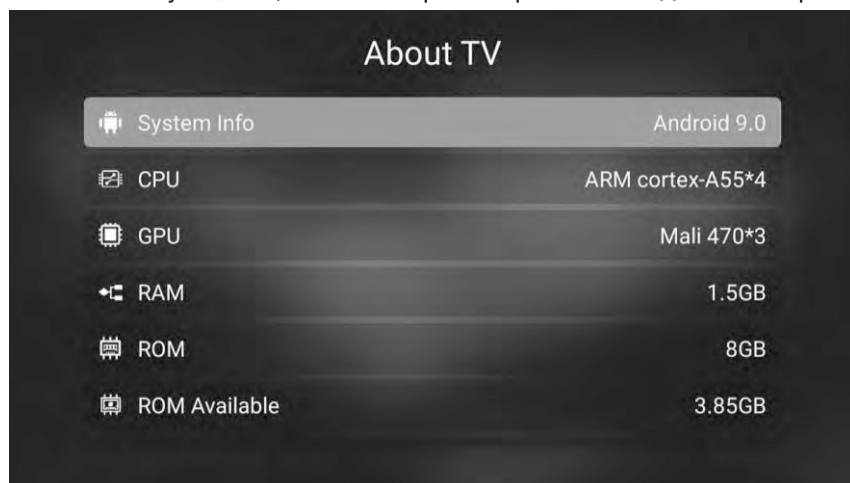 About TV
System Info Android 9.0
CPU ARM cortex-A55*4
GPU Mali 470*3
RAM 1.5GB
ROM 8GB
ROM Available 3.85GB